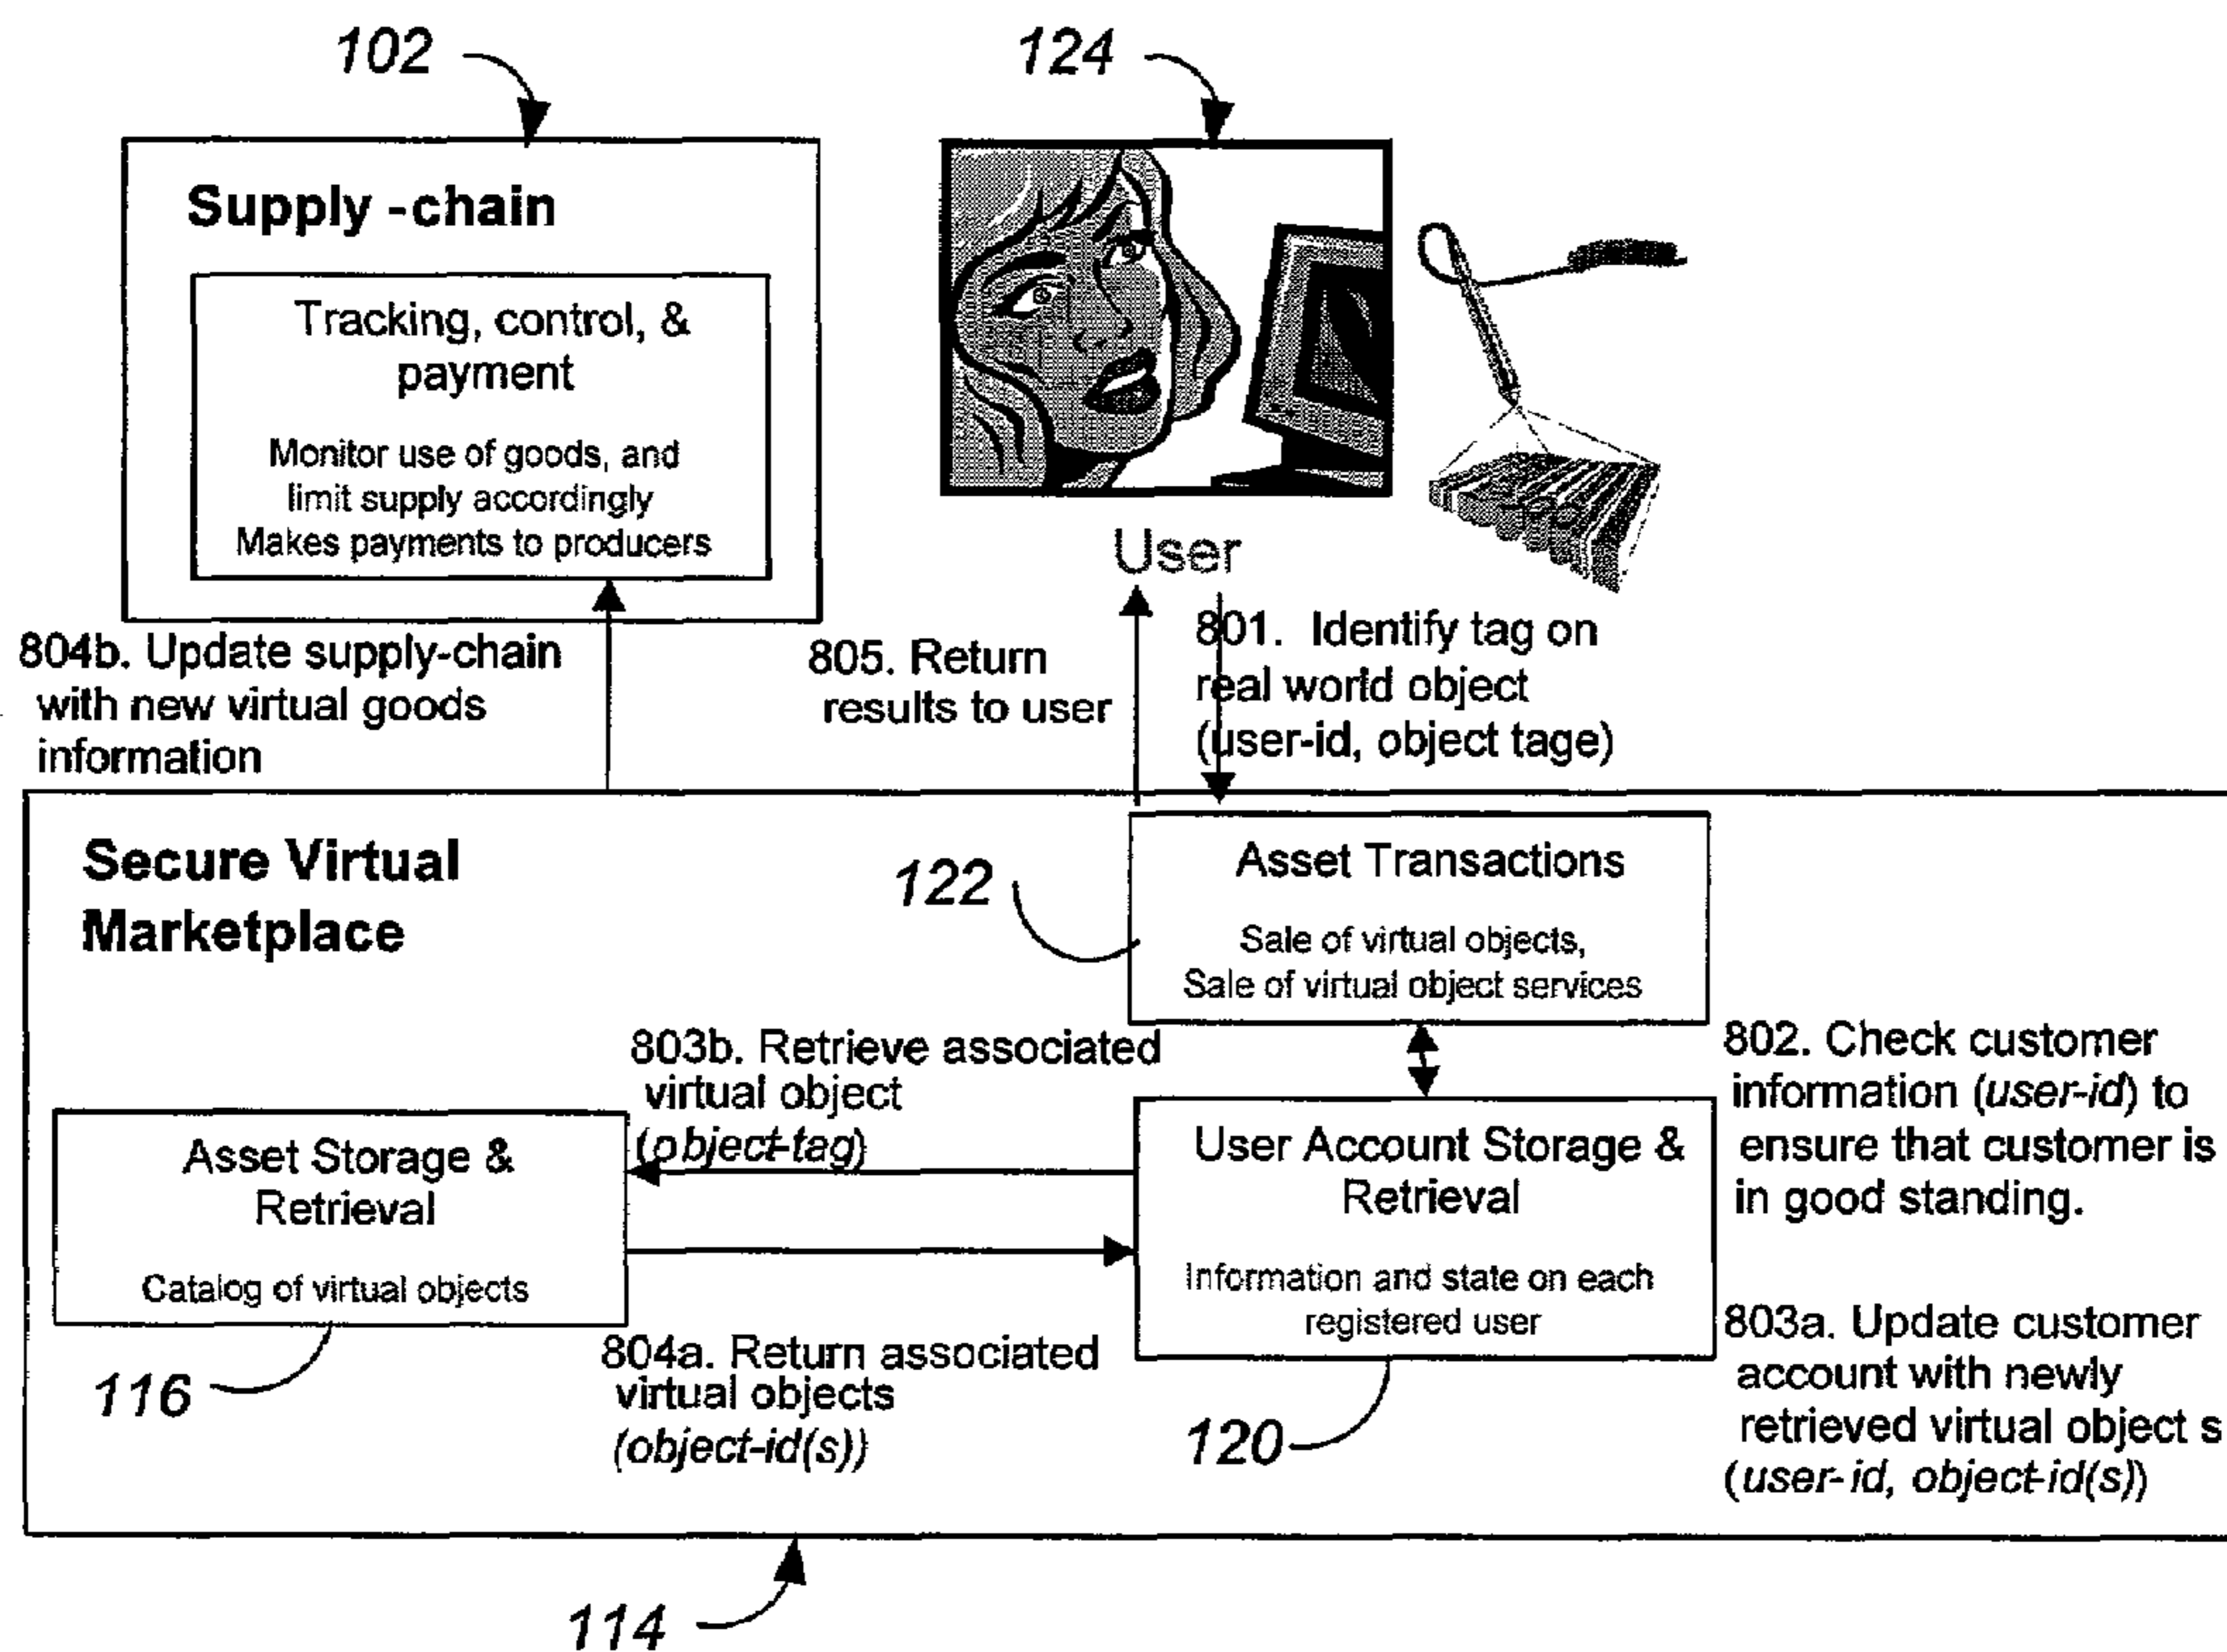 102
124
Supply -chain
Tracking, control, &
payment
Monitor use of goods, and
limit supply accordingly
Makes payments to producers
User
804b. Update supply-chain
with new virtual goods
information
805. Return
results to user
801. Identify tag on
real world object
(user-id, object tage)
Secure Virtual
Marketplace
122
Asset Transactions
Sale of virtual objects,
Sale of virtual object services
803b. Retrieve associated
virtual object
(object-tag)
802. Check customer
information (user-id) to
ensure that customer is
in good standing.
Asset Storage &
Retrieval
Catalog of virtual objects
User Account Storage &
Retrieval
Information and state on each
registered user
116
804a. Return associated
virtual objects
(object-id(s))
120
803a. Update customer
account with newly
retrieved virtual object s
(user-id, object-id(s))
114